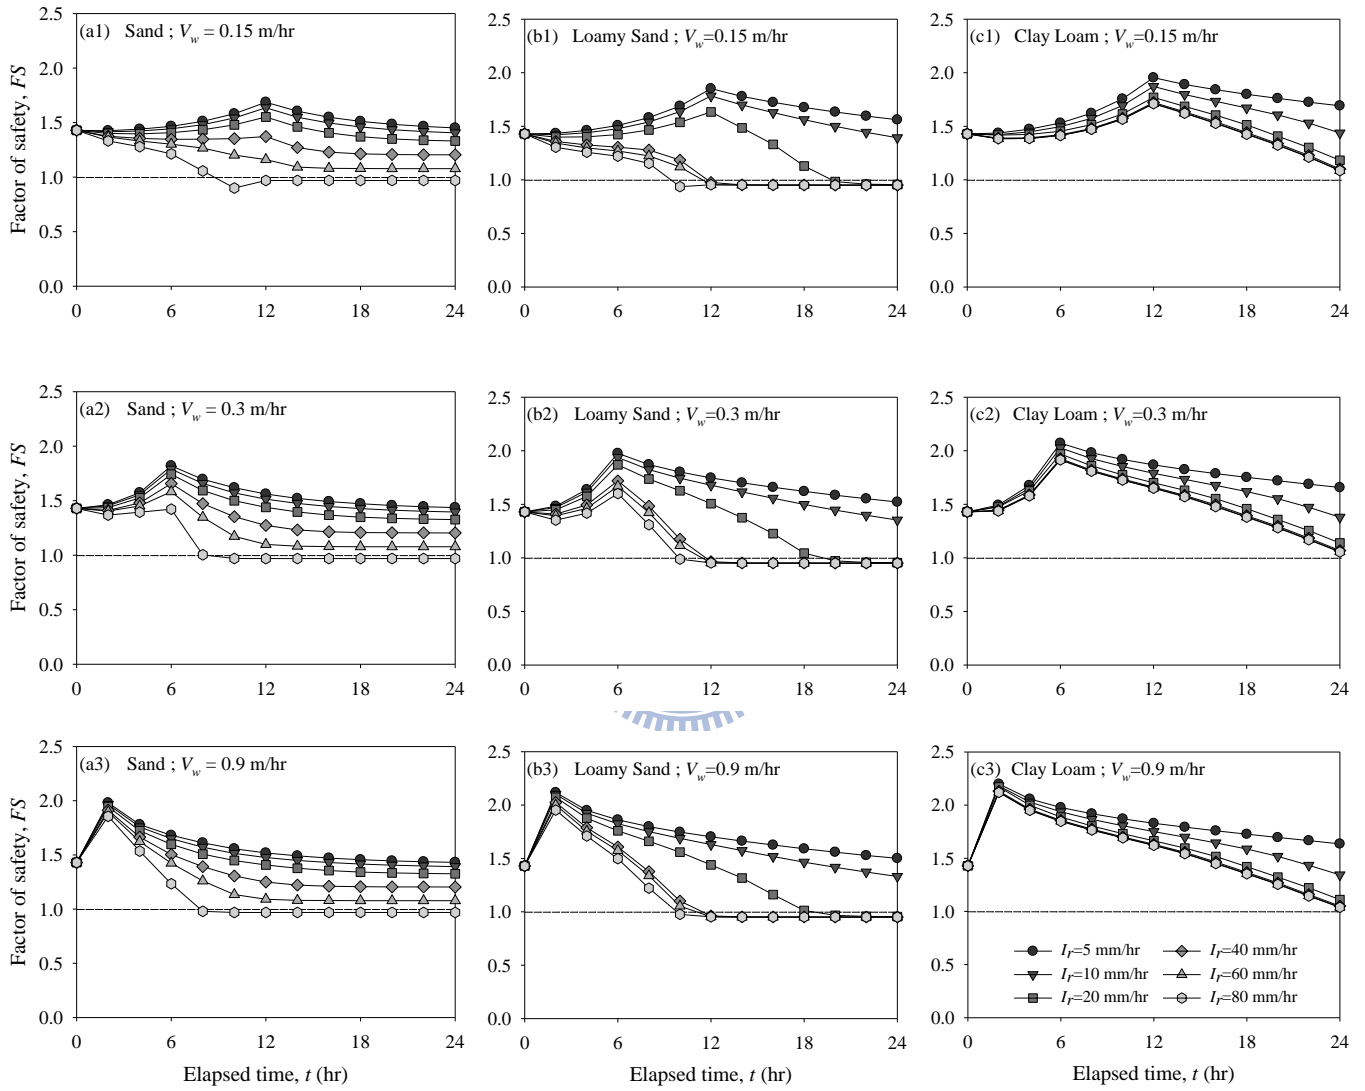 (a1) Sand ; Vw = 0.15 m/hr
(b1) Loamy Sand ; Vw=0.15 m/hr
(c1) Clay Loam ; Vw=0.15 m/hr
Factor of safety, FS
2.5
2.0
1.5
1.0
0.5
0.0
0 6 12 18 24
2.5
2.0
1.5
1.0
0.5
0.0
0 6 12 18 24
2.5
2.0
1.5
1.0
0.5
0.0
0 6 12 18 24
(a2) Sand ; Vw = 0.3 m/hr
(b2) Loamy Sand ; Vw=0.3 m/hr
(c2) Clay Loam ; Vw=0.3 m/hr
Factor of safety, FS
2.5
2.0
1.5
1.0
0.5
0.0
0 6 12 18 24
2.5
2.0
1.5
1.0
0.5
0.0
0 6 12 18 24
2.5
2.0
1.5
1.0
0.5
0.0
0 6 12 18 24
(a3) Sand ; Vw = 0.9 m/hr
(b3) Loamy Sand ; Vw=0.9 m/hr
(c3) Clay Loam ; Vw=0.9 m/hr
Factor of safety, FS
2.5
2.0
1.5
1.0
0.5
0.0
0 6 12 18 24
2.5
2.0
1.5
1.0
0.5
0.0
0 6 12 18 24
2.5
2.0
1.5
1.0
0.5
0.0
0 6 12 18 24
Ir=5 mm/hr
Ir=10 mm/hr
Ir=20 mm/hr
Ir=40 mm/hr
Ir=60 mm/hr
Ir=80 mm/hr
Elapsed time, t (hr)
Elapsed time, t (hr)
Elapsed time, t (hr)